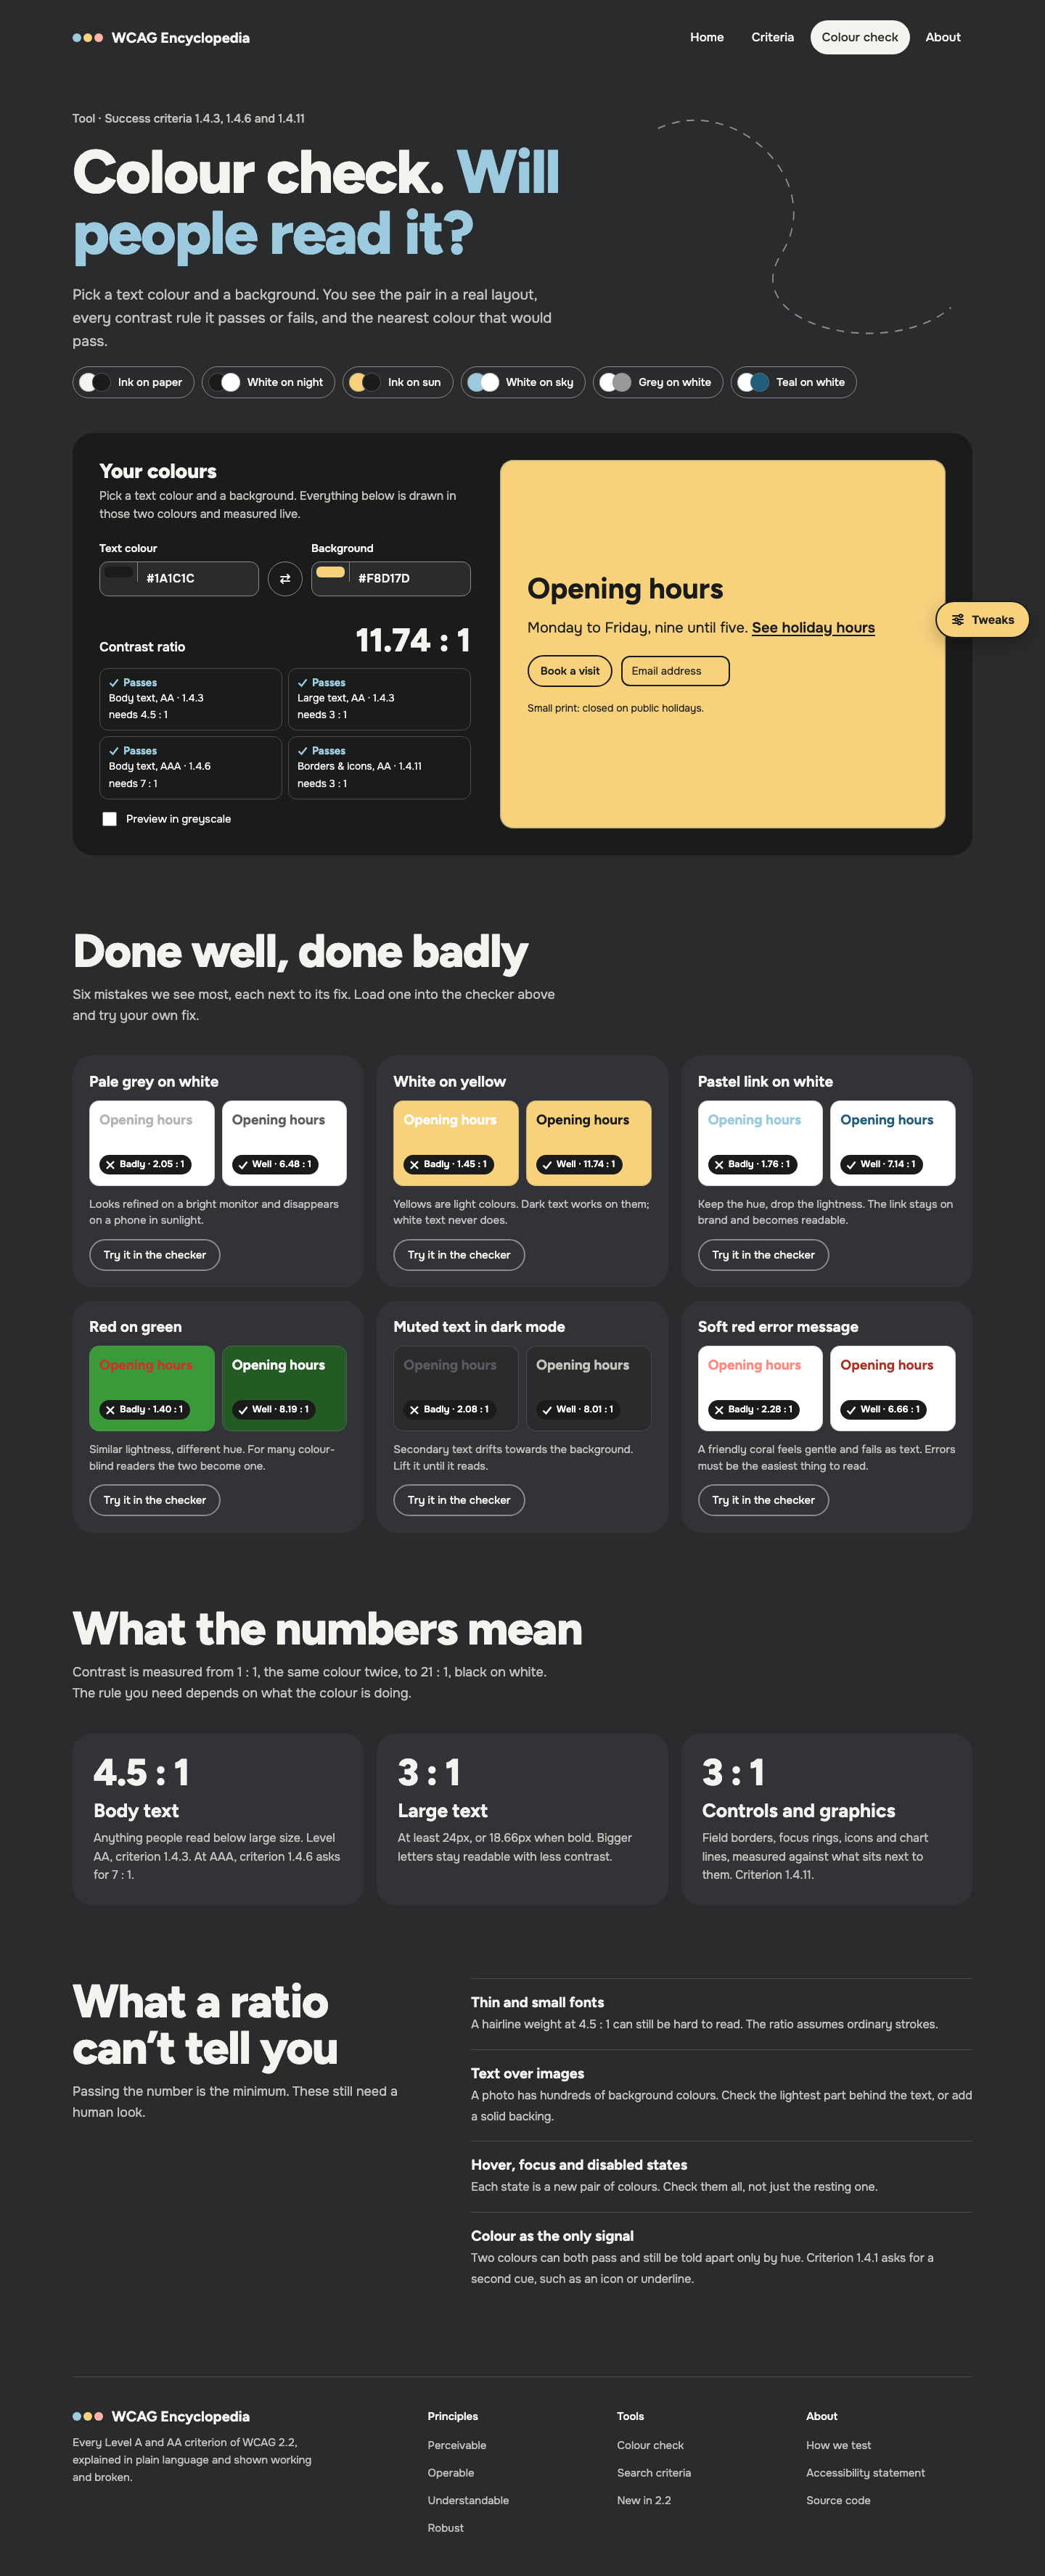 WCAG Encyclopedia
Home
Criteria
Colour check
About
Tool · Success criteria 1.4.3, 1.4.6 and 1.4.11
Colour check. Will
people read it?
Pick a text colour and a background. You see the pair in a real layout,
every contrast rule it passes or fails, and the nearest colour that would
pass.
Ink on paper
White on night
Ink on sun
White on sky
Grey on white
Teal on white
Your colours
Pick a text colour and a background. Everything below is drawn in
those two colours and measured live.
Text colour
Background
#1A1C1C
#F8D17D
Contrast ratio
11.74 : 1
Passes
Body text, AA · 1.4.3
needs 4.5 : 1
Passes
Large text, AA · 1.4.3
needs 3 : 1
Passes
Body text, AAA · 1.4.6
needs 7 : 1
Passes
Borders & icons, AA · 1.4.11
needs 3 : 1
Preview in greyscale
Opening hours
Monday to Friday, nine until five. See holiday hours
Book a visit
Email address
Small print: closed on public holidays.
Tweaks
Done well, done badly
Six mistakes we see most, each next to its fix. Load one into the checker above
and try your own fix.
Pale grey on white
Opening hours
Badly · 2.05 : 1
Opening hours
Well · 6.48 : 1
Looks refined on a bright monitor and disappears
on a phone in sunlight.
Try it in the checker
White on yellow
Opening hours
Badly · 1.45 : 1
Opening hours
Well · 11.74 : 1
Yellows are light colours. Dark text works on them;
white text never does.
Try it in the checker
Pastel link on white
Opening hours
Badly · 1.76 : 1
Opening hours
Well · 7.14 : 1
Keep the hue, drop the lightness. The link stays on
brand and becomes readable.
Try it in the checker
Red on green
Opening hours
Badly · 1.40 : 1
Opening hours
Well · 8.19 : 1
Similar lightness, different hue. For many colour-
blind readers the two become one.
Try it in the checker
Muted text in dark mode
Opening hours
Badly · 2.08 : 1
Opening hours
Well · 8.01 : 1
Secondary text drifts towards the background.
Lift it until it reads.
Try it in the checker
Soft red error message
Opening hours
Badly · 2.28 : 1
Opening hours
Well · 6.66 : 1
A friendly coral feels gentle and fails as text. Errors
must be the easiest thing to read.
Try it in the checker
What the numbers mean
Contrast is measured from 1 : 1, the same colour twice, to 21 : 1, black on white.
The rule you need depends on what the colour is doing.
4.5 : 1
Body text
Anything people read below large size. Level
AA, criterion 1.4.3. At AAA, criterion 1.4.6 asks
for 7 : 1.
3 : 1
Large text
At least 24px, or 18.66px when bold. Bigger
letters stay readable with less contrast.
3 : 1
Controls and graphics
Field borders, focus rings, icons and chart
lines, measured against what sits next to
them. Criterion 1.4.11.
What a ratio
can’t tell you
Passing the number is the minimum. These still need a
human look.
Thin and small fonts
A hairline weight at 4.5 : 1 can still be hard to read. The ratio assumes ordinary strokes.
Text over images
A photo has hundreds of background colours. Check the lightest part behind the text, or add
a solid backing.
Hover, focus and disabled states
Each state is a new pair of colours. Check them all, not just the resting one.
Colour as the only signal
Two colours can both pass and still be told apart only by hue. Criterion 1.4.1 asks for a
second cue, such as an icon or underline.
WCAG Encyclopedia
Every Level A and AA criterion of WCAG 2.2,
explained in plain language and shown working
and broken.
Principles
Perceivable
Operable
Understandable
Robust
Tools
Colour check
Search criteria
New in 2.2
About
How we test
Accessibility statement
Source code